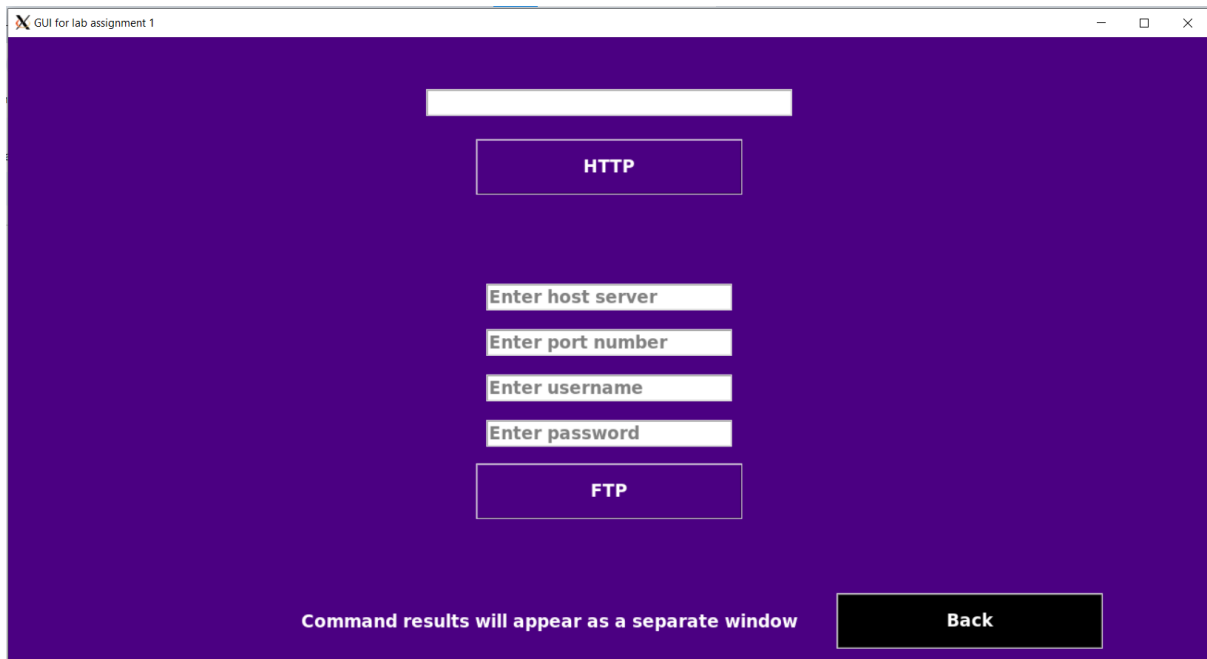 GUI for lab assignment 1
HTTP
Enter host server
Enter port number
Enter username
Enter password
FTP
Command results will appear as a separate window
Back